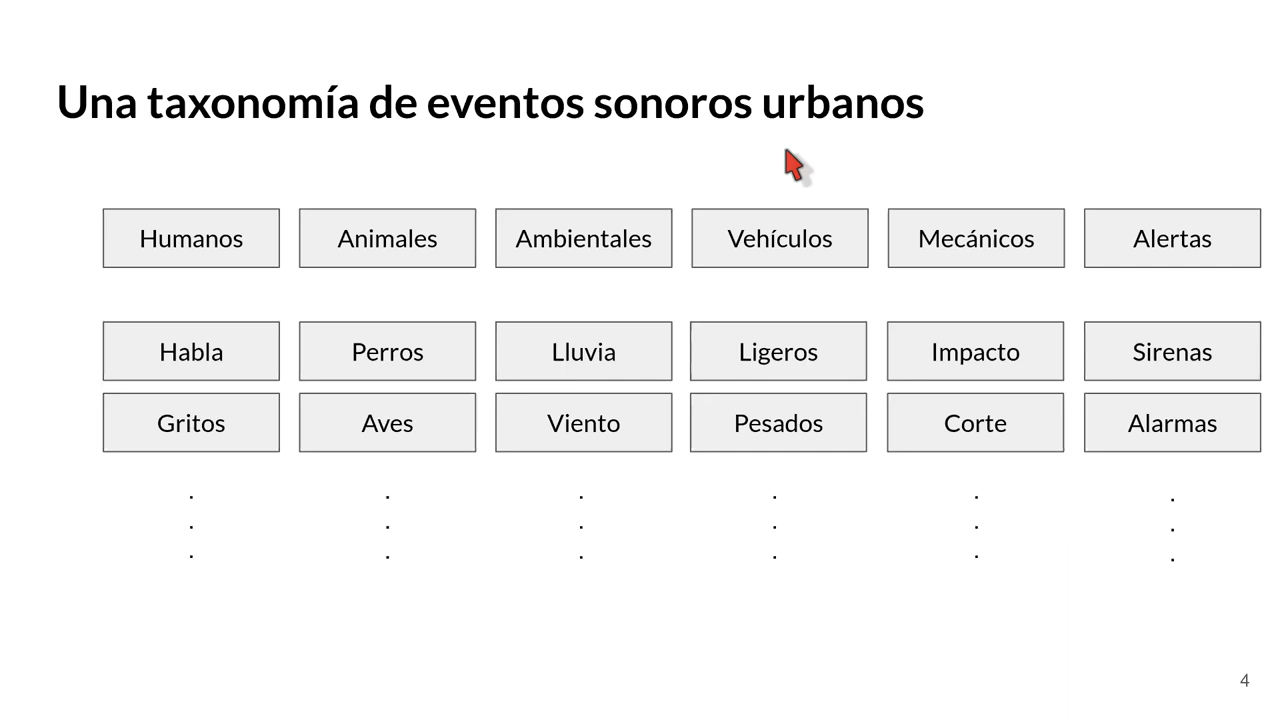 Una taxonomía de eventos sonoros urbanos
Humanos Animales Ambientales Vehículos Mecánicos Alertas
Habla Perros Lluvia Ligeros Impacto Sirenas
Gritos Aves Viento Pesados Corte Alarmas
. . . . . .
. . . . . .
. . . . . .
4